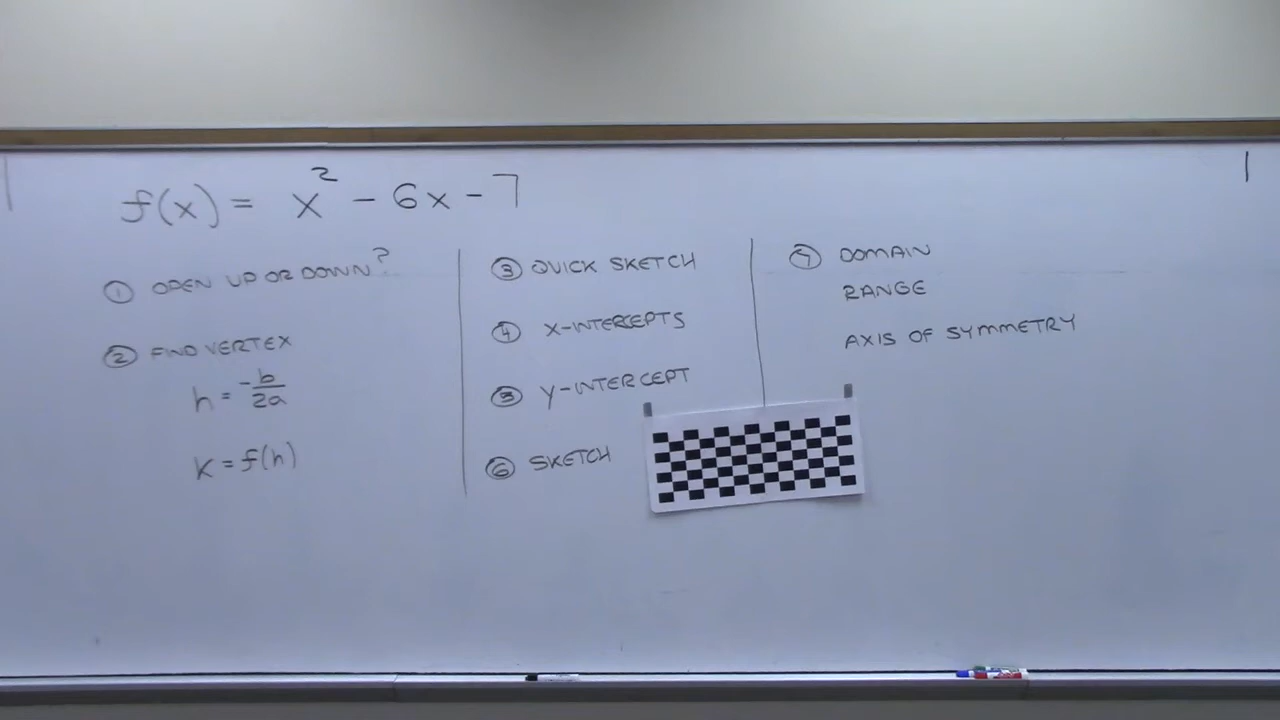 f(x) = x² - 6x - 7
① OPEN UP OR DOWN?
② FIND VERTEX
h = -b/2a
K = f(h)
③ QUICK SKETCH
④ X-INTERCEPTS
⑤ Y-INTERCEPT
⑥ SKETCH
⑦ DOMAIN
RANGE
AXIS OF SYMMETRY